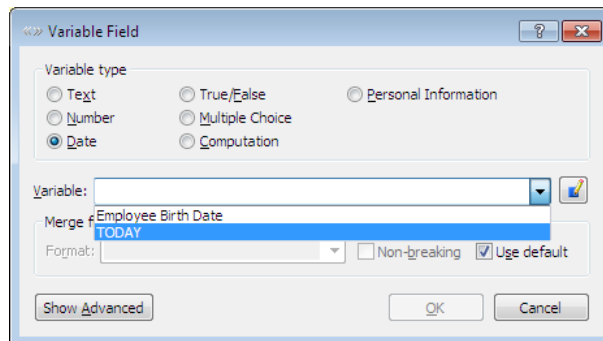 «» Variable Field
Variable type
Text True/False Personal Information
Number Multiple Choice
Date Computation
Variable:
Employee Birth Date
TODAY
Merge f
Format: Non-breaking Use default
Show Advanced OK Cancel